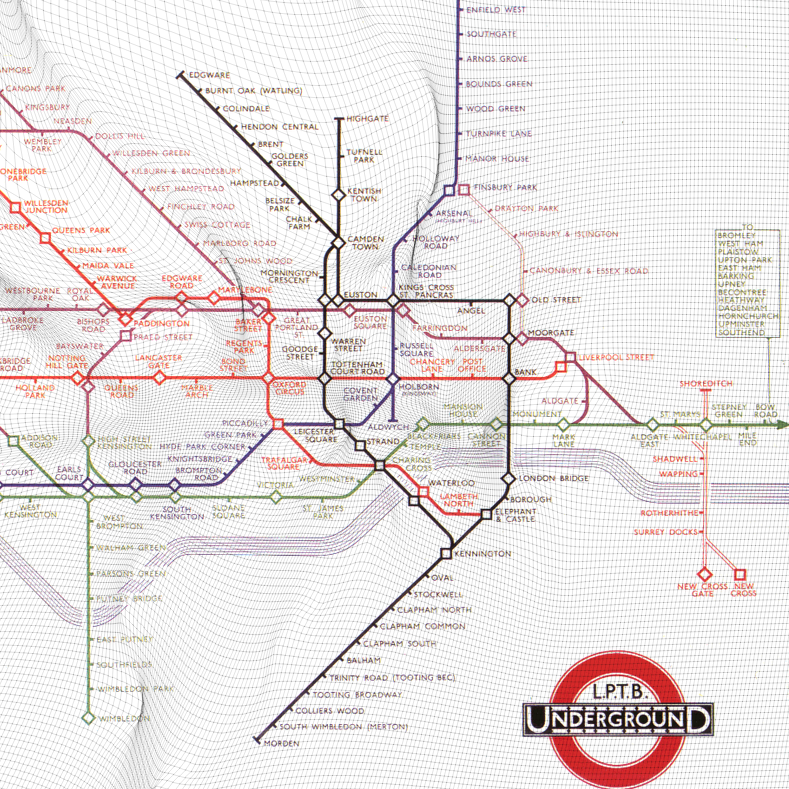 ENFIELD WEST
SOUTHGATE
ARNOS GROVE
BOUNDS GREEN
WOOD GREEN
TURNPIKE LANE
MANOR HOUSE
FINSBURY PARK
ARSENAL
(HIGHBURY HILL)
DRAYTON PARK
HOLLOWAY
ROAD
HIGHBURY & ISLINGTON
CALEDONIAN
ROAD
CANONBURY & ESSEX ROAD
EDGWARE
BURNT OAK (WATLING)
COLINDALE
HENDON CENTRAL
BRENT
GOLDERS
GREEN
HAMPSTEAD
BELSIZE
PARK
CHALK
FARM
HIGHGATE
TUFNELL
PARK
KENTISH
TOWN
CAMDEN
TOWN
MORNINGTON
CRESCENT
EUSTON
KINGS CROSS
ST. PANCRAS
ANGEL
OLD STREET
MOORGATE
ANMORE
CANONS PARK
KINGSBURY
NEASDEN
WEMBLEY
PARK
DOLLIS HILL
WILLESDEN GREEN
KILBURN & BRONDESBURY
WEST HAMPSTEAD
FINCHLEY ROAD
SWISS COTTAGE
MARLBORO ROAD
ST. JOHNS WOOD
ONEBRIDGE
PARK
WILLESDEN
JUNCTION
GREEN
QUEENS PARK
KILBURN PARK
MAIDA VALE
WARWICK
AVENUE
EDGWARE
ROAD
MARYLEBONE
WESTBOURNE
PARK
ROYAL
OAK
LADBROKE
GROVE
BISHOPS
ROAD
PADDINGTON
PRAED STREET
BAYSWATER
BAKER
STREET
GREAT
PORTLAND
ST
EUSTON
SQUARE
FARRINGDON
ALDERSGATE
REGENTS
PARK
GOODGE
STREET
WARREN
STREET
RUSSELL
SQUARE
CHANCERY
LANE
POST
OFFICE
BANK
LIVERPOOL STREET
BRIDGE
ROAD
NOTTING
HILL GATE
LANCASTER
GATE
BOND
STREET
TOTTENHAM
COURT ROAD
HOLLAND
PARK
QUEENS
ROAD
MARBLE
ARCH
OXFORD
CIRCUS
COVENT
GARDEN
HOLBORN
(KINGSWAY)
ALDWYCH
TO
BROMLEY
WEST HAM
PLAISTOW
UPTON PARK
EAST HAM
BARKING
UPNEY
BECONTREE
HEATHWAY
DAGENHAM
HORNCHURCH
UPMINSTER
SOUTHEND
SHOREDITCH
ALDGATE
MANSION
HOUSE
MONUMENT
ST. MARYS
STEPNEY
GREEN
BOW
ROAD
PICCADILLY
GREEN PARK
HYDE PARK CORNER
KNIGHTSBRIDGE
BROMPTON
ROAD
LEICESTER
SQUARE
STRAND
BLACKFRIARS
TEMPLE
CANNON
STREET
MARK
LANE
ALDGATE
EAST
WHITECHAPEL
MILE
END
ADDISON
ROAD
HIGH STREET
KENSINGTON
COURT
EARLS
COURT
GLOUCESTER
ROAD
TRAFALGAR
SQUARE
CHARING
CROSS
VICTORIA
WESTMINSTER
WATERLOO
LAMBETH
NORTH
LONDON BRIDGE
BOROUGH
ELEPHANT
& CASTLE
SHADWELL
WAPPING
ROTHERHITHE
SURREY DOCKS
NEW CROSS
GATE
NEW
CROSS
WEST
KENSINGTON
SOUTH
KENSINGTON
SLOANE
SQUARE
ST. JAMES
PARK
WEST
BROMPTON
WALHAM GREEN
PARSONS GREEN
PUTNEY BRIDGE
EAST PUTNEY
SOUTHFIELDS
WIMBLEDON PARK
WIMBLEDON
KENNINGTON
OVAL
STOCKWELL
CLAPHAM NORTH
CLAPHAM COMMON
CLAPHAM SOUTH
BALHAM
TRINITY ROAD (TOOTING BEC)
TOOTING BROADWAY
COLLIERS WOOD
SOUTH WIMBLEDON (MERTON)
MORDEN
L.P.T.B.
UNDERGROUND